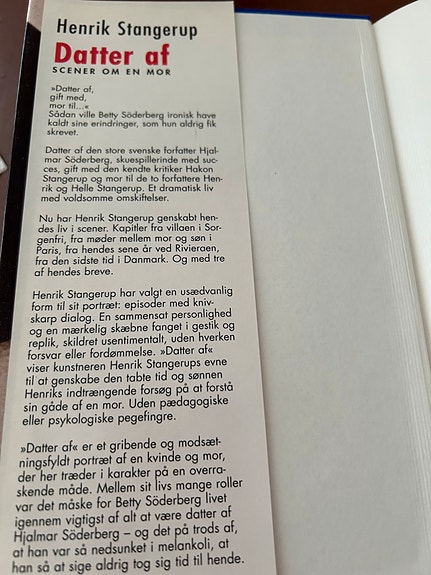 Henrik Stangerup
Datter af
SCENER OM EN MOR
»Datter af,
gift med,
mor til...«
Sådan ville Betty Söderberg ironisk have
kaldt sine erindringer, som hun aldrig fik
skrevet.
Datter af den store svenske forfatter Hjal-
mar Söderberg, skuespillerinde med suc-
ces, gift med den kendte kritiker Hakon
Stangerup og mor til de to forfattere Hen-
rik og Helle Stangerup. Et dramatisk liv
med voldsomme omskiftelser.
Nu har Henrik Stangerup genskabt hen-
des liv i scener. Kapitler fra villaen i Sor-
genfri, fra møder mellem mor og søn i
Paris, fra hendes sene år ved Rivieraen,
fra den sidste tid i Danmark. Og med tre
af hendes breve.
Henrik Stangerup har valgt en usædvanlig
form til sit portræt: episoder med kniv-
skarp dialog. En sammensat personlighed
og en mærkelig skæbne fanget i gestik og
replik, skildret usentimentalt, uden hverken
forsvar eller fordømmelse. »Datter af«
viser kunstneren Henrik Stangerups evne
til at genskabe den tabte tid og sønnen
Henriks indtrængende forsøg på at forstå
sin gåde af en mor. Uden pædagogiske
eller psykologiske pegefingre.
»Datter af« er et gribende og modsæt-
ningsfyldt portræt af en kvinde og mor,
der her træder i karakter på en overra-
skende måde. Mellem sit livs mange roller
var det måske for Betty Söderberg livet
igennem vigtigst af alt at være datter af
Hjalmar Söderberg – og det på trods af,
at han var så nedsunket i melankoli, at
han så at sige aldrig tog sig tid til hende.